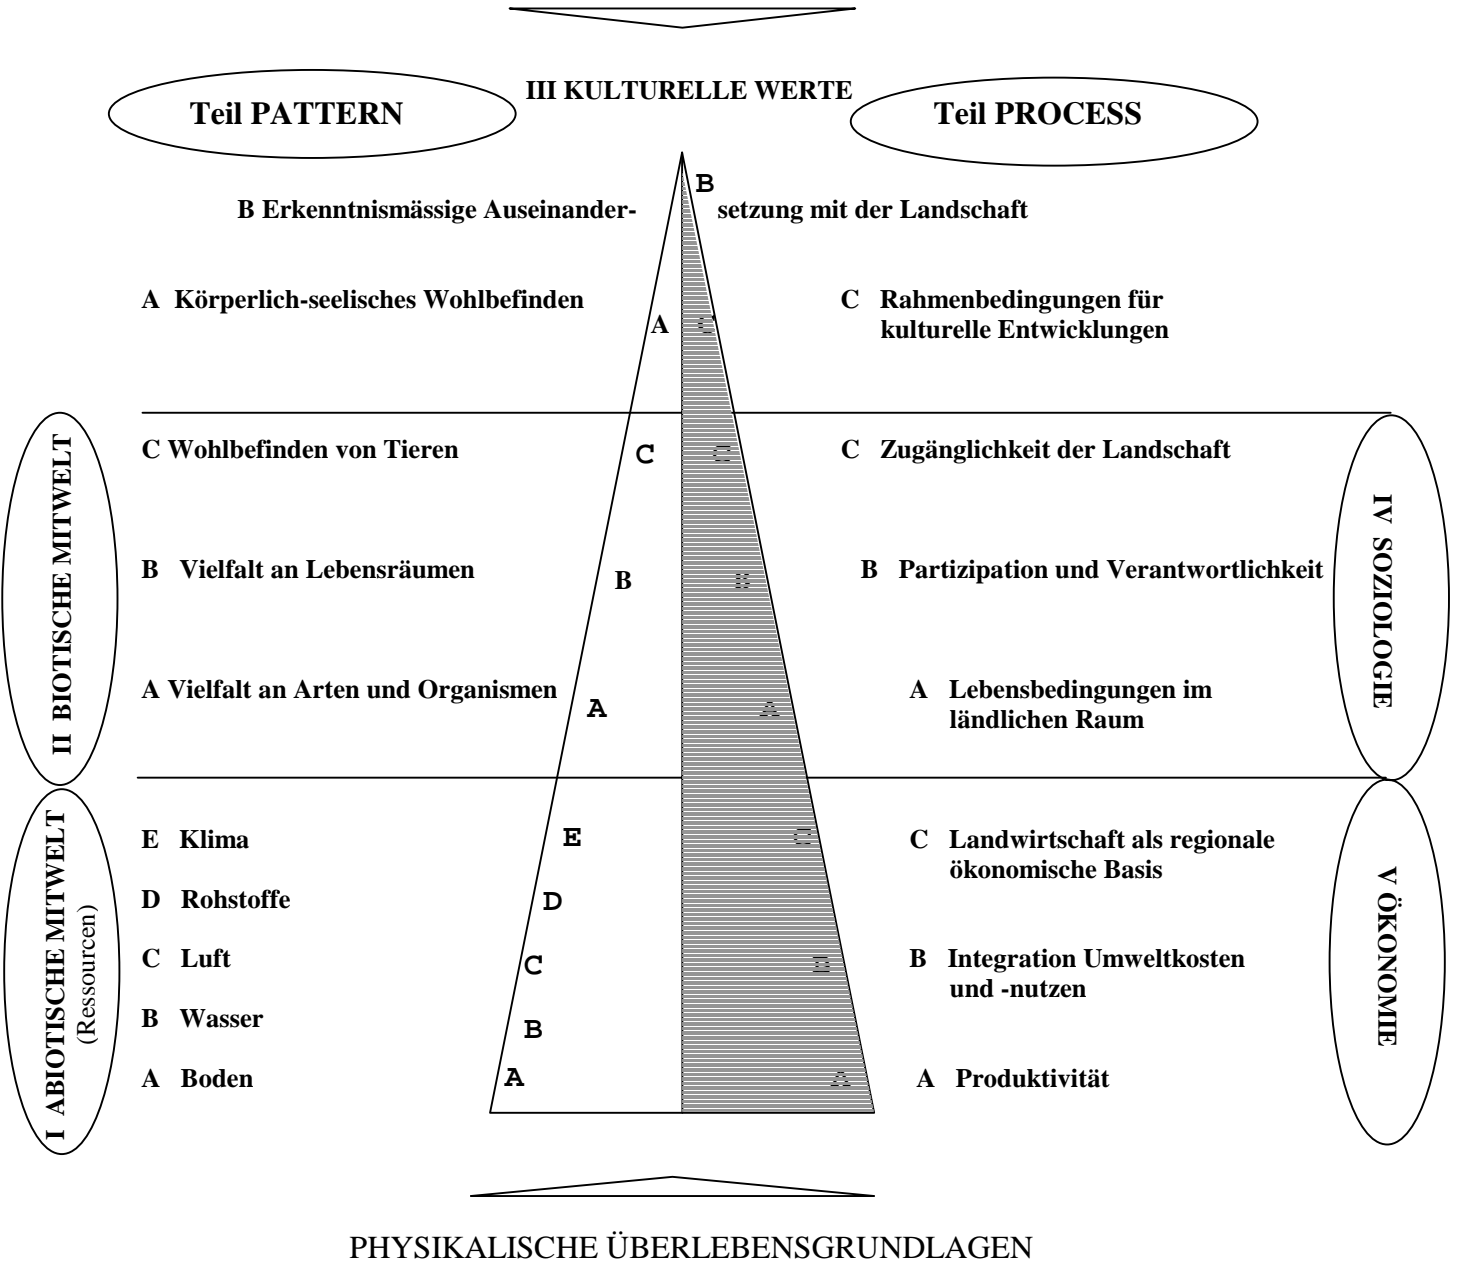 III KULTURELLE WERTE
Teil PATTERN
Teil PROCESS
B
B Erkenntnismässige Auseinander-
setzung mit der Landschaft
A Körperlich-seelisches Wohlbefinden
A
C
C Rahmenbedingungen für
kulturelle Entwicklungen
II BIOTISCHE MITWELT
C Wohlbefinden von Tieren
C
C
C Zugänglichkeit der Landschaft
B Vielfalt an Lebensräumen
B
B
B Partizipation und Verantwortlichkeit
A Vielfalt an Arten und Organismen
A
A
A Lebensbedingungen im
ländlichen Raum
IV SOZIOLOGIE
I ABIOTISCHE MITWELT
(Ressourcen)
E Klima
E
C
C Landwirtschaft als regionale
ökonomische Basis
D Rohstoffe
D
C Luft
C
B
B Integration Umweltkosten
und -nutzen
B Wasser
B
A Boden
A
A
A Produktivität
V ÖKONOMIE
PHYSIKALISCHE ÜBERLEBENSGRUNDLAGEN